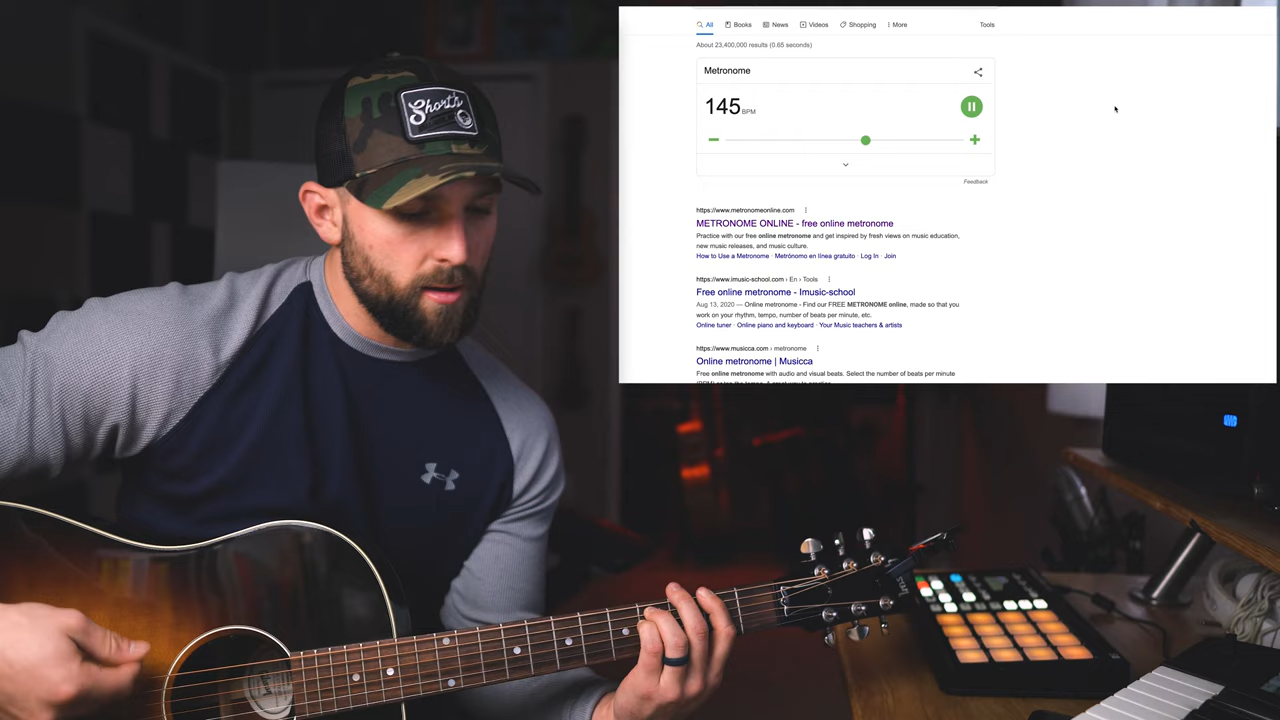 All Books News Videos Shopping More Tools
About 23,400,000 results (0.65 seconds)
Metronome
145 BPM
Feedback
https://www.metronomeonline.com
METRONOME ONLINE - free online metronome
Practice with our free online metronome and get inspired by fresh views on music education,
new music releases, and music culture.
How to Use a Metronome · Metrónomo en línea gratuito · Log In · Join
https://www.imusic-school.com › En › Tools
Free online metronome - Imusic-school
Aug 13, 2020 — Online metronome - Find our FREE METRONOME online, made so that you
work on your rhythm, tempo, number of beats per minute, etc.
Online tuner · Online piano and keyboard · Your Music teachers & artists
https://www.musicca.com › metronome
Online metronome | Musicca
Free online metronome with audio and visual beats. Select the number of beats per minute
Short's